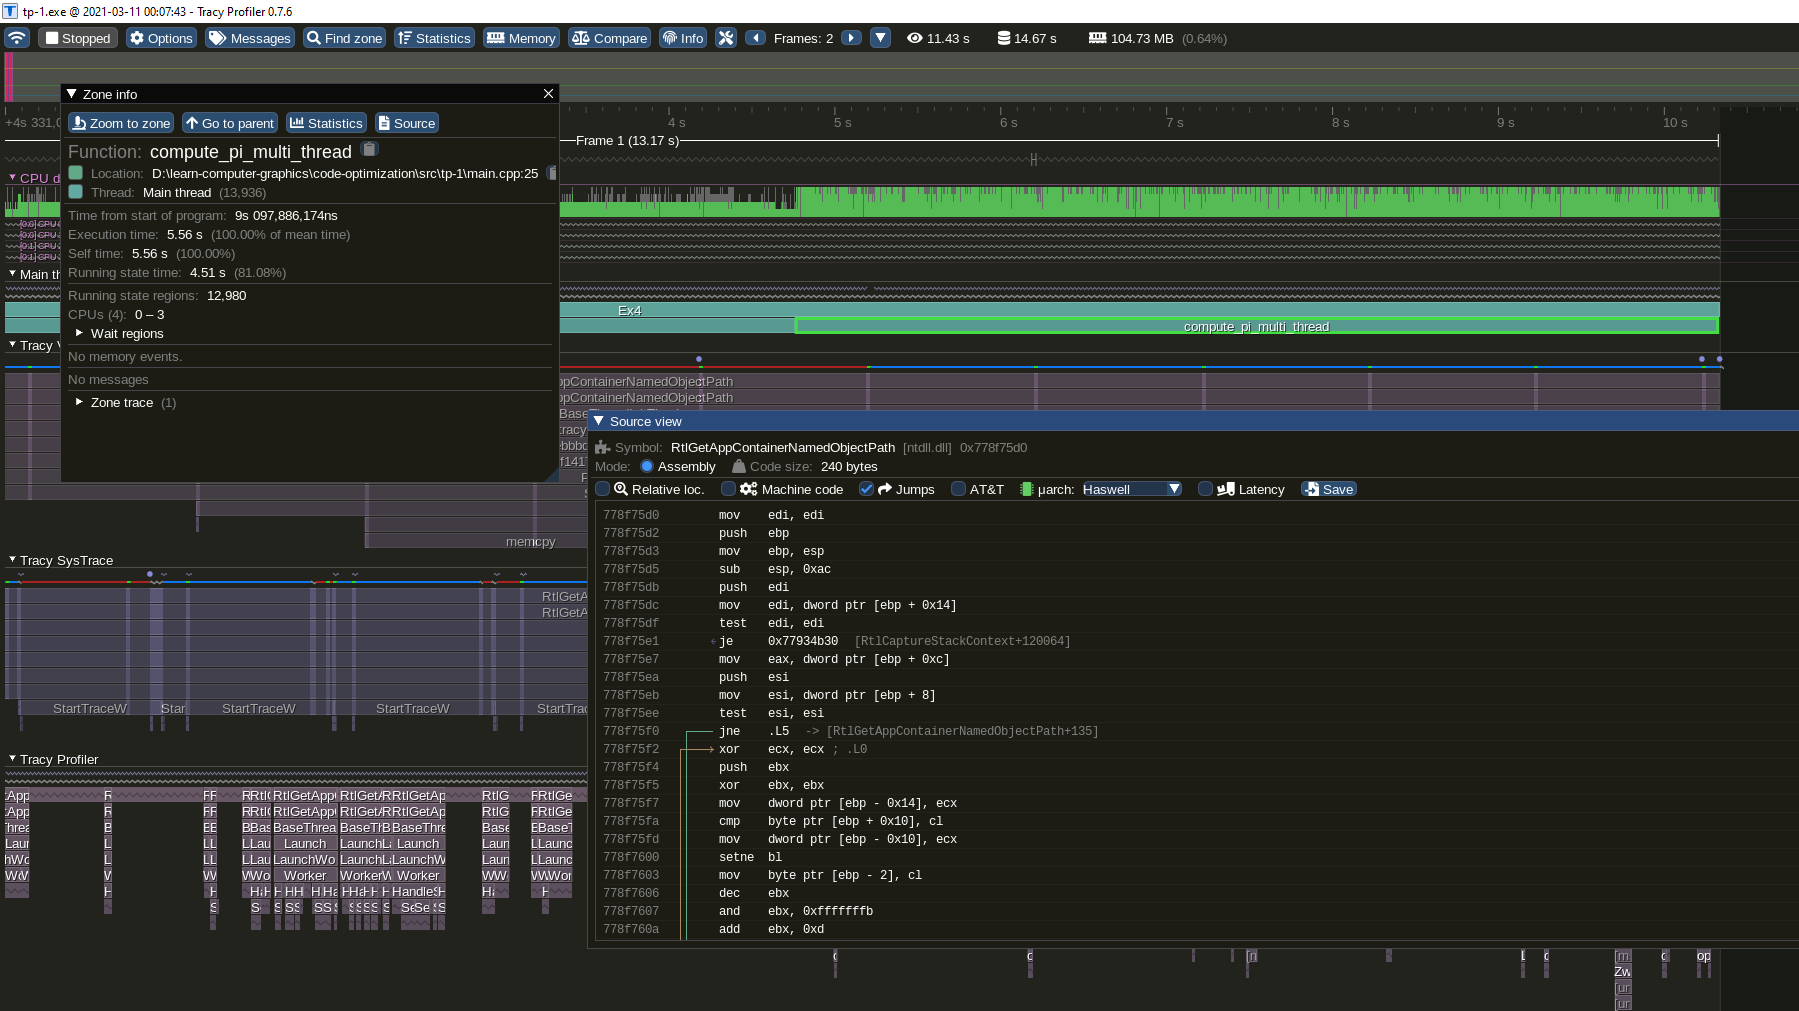 tp-1.exe @ 2021-03-11 00:07:43 - Tracy Profiler 0.7.6
Stopped Options Messages Find zone Statistics Memory Compare Info Frames: 2 11.43 s 14.67 s 104.73 MB (0.64%)
Zone info
Zoom to zone Go to parent Statistics Source
Function: compute_pi_multi_thread
Location: D:\learn-computer-graphics\code-optimization\src\tp-1\main.cpp:25
Thread: Main thread (13,936)
Time from start of program: 9s 097,886,174ns
Execution time: 5.56 s (100.00% of mean time)
Self time: 5.56 s (100.00%)
Running state time: 4.51 s (81.08%)
Running state regions: 12,980
CPUs (4): 0 – 3
Wait regions
No memory events.
No messages
Zone trace (1)
+4s 331,0
4 s 5 s 6 s 7 s 8 s 9 s 10 s
Frame 1 (13.17 s)
CPU d
Main th
Ex4
compute_pi_multi_thread
Tracy V
ppContainerNamedObjectPath
ppContainerNamedObjectPath
Base
tracy
f141
memcpy
Tracy SysTrace
RtlGetA
RtlGetA
StartTraceW Star StartTraceW StartTraceW StartTrac
Tracy Profiler
Source view
Symbol: RtlGetAppContainerNamedObjectPath [ntdll.dll] 0x778f75d0
Mode: Assembly Code size: 240 bytes
Relative loc. Machine code Jumps AT&T μarch: Haswell Latency Save
778f75d0 mov edi, edi
778f75d2 push ebp
778f75d3 mov ebp, esp
778f75d5 sub esp, 0xac
778f75db push edi
778f75dc mov edi, dword ptr [ebp + 0x14]
778f75df test edi, edi
778f75e1 je 0x77934b30 [RtlCaptureStackContext+120064]
778f75e7 mov eax, dword ptr [ebp + 0xc]
778f75ea push esi
778f75eb mov esi, dword ptr [ebp + 8]
778f75ee test esi, esi
778f75f0 jne .L5 -> [RtlGetAppContainerNamedObjectPath+135]
778f75f2 xor ecx, ecx ; .L0
778f75f4 push ebx
778f75f5 xor ebx, ebx
778f75f7 mov dword ptr [ebp - 0x14], ecx
778f75fa cmp byte ptr [ebp + 0x10], cl
778f75fd mov dword ptr [ebp - 0x10], ecx
778f7600 setne bl
778f7603 mov byte ptr [ebp - 2], cl
778f7606 dec ebx
778f7607 and ebx, 0xfffffffb
778f760a add ebx, 0xd